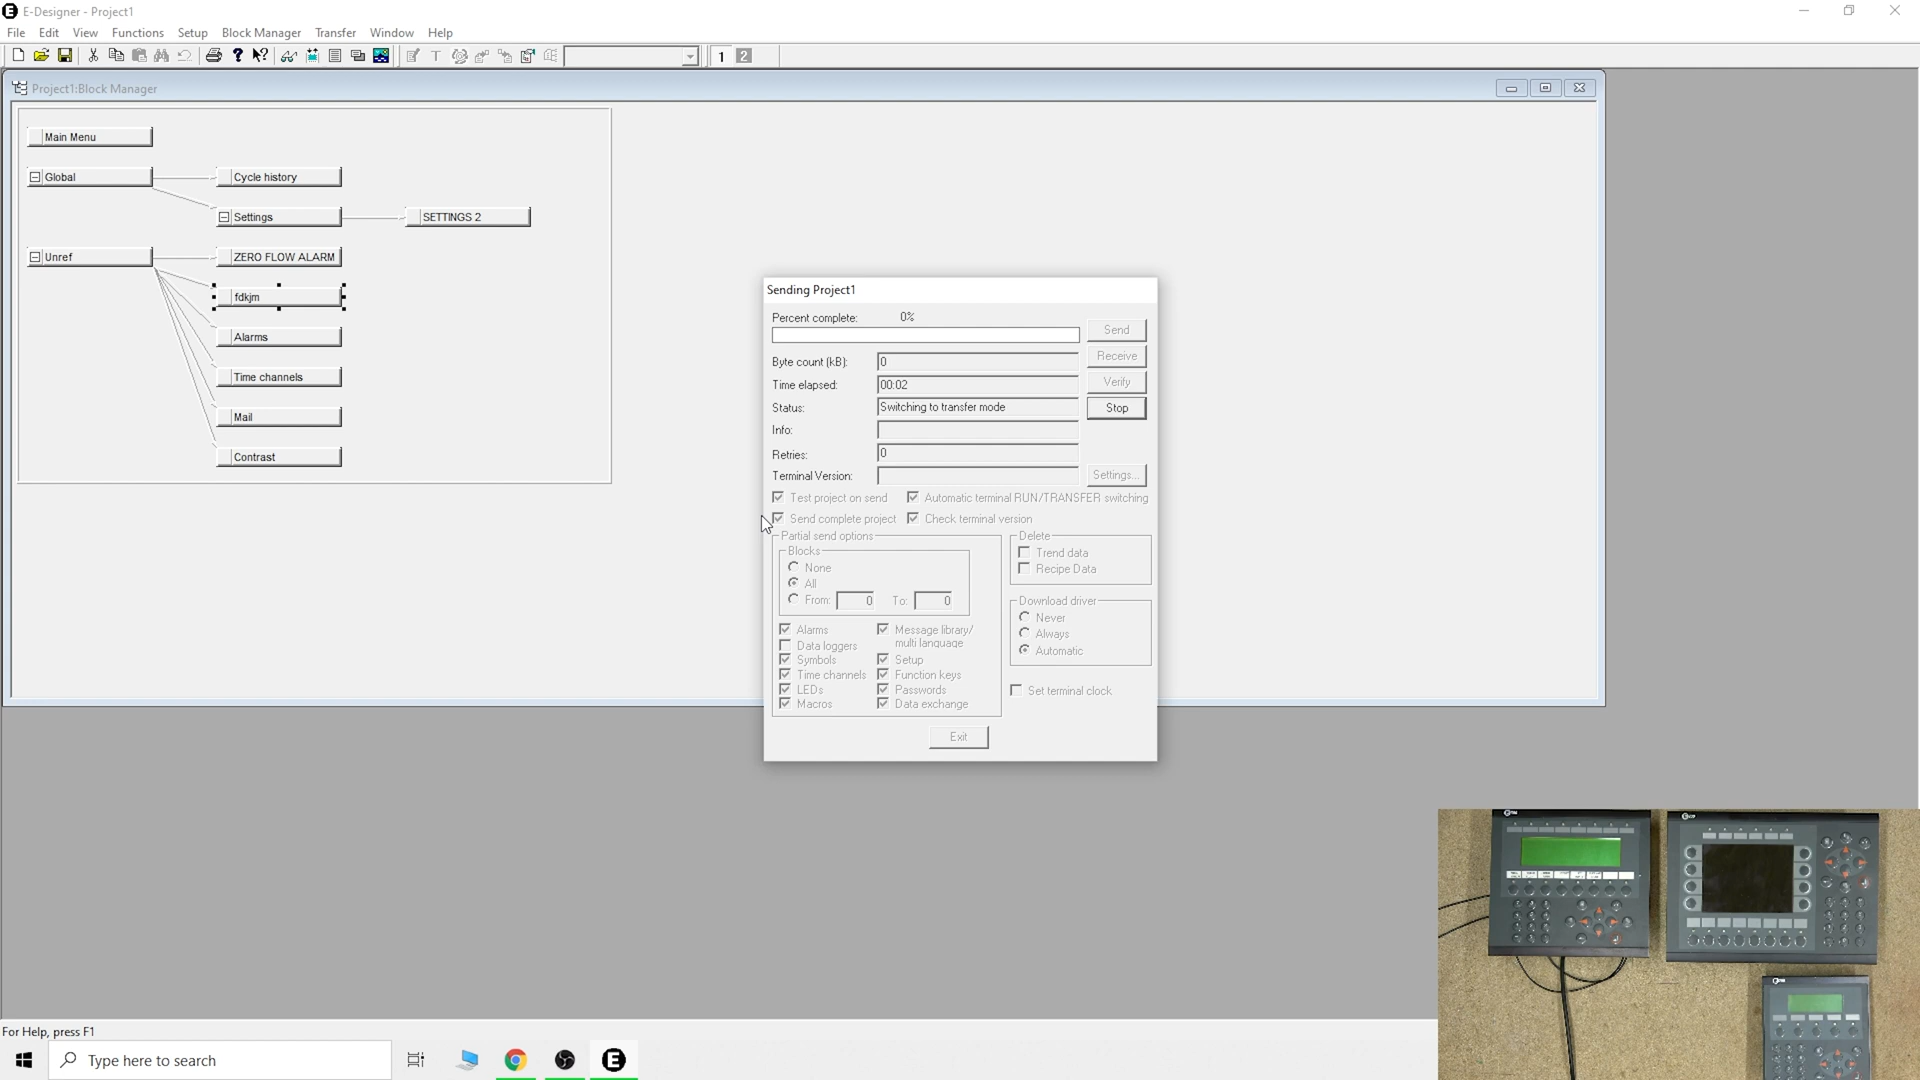 E-Designer - Project1
File Edit View Functions Setup Block Manager Transfer Window Help
1 2
Project1:Block Manager
Main Menu
Global
Cycle history
Settings
SETTINGS 2
Unref
ZERO FLOW ALARM
fdkjm
Alarms
Time channels
Mail
Contrast
Sending Project1
Percent complete: 0%
Send
Byte count (kB): 0
Receive
Time elapsed: 00:02
Verify
Status: Switching to transfer mode
Stop
Info:
Retries: 0
Terminal Version:
Settings...
Test project on send
Automatic terminal RUN/TRANSFER switching
Send complete project
Check terminal version
Partial send options
Blocks
None
All
From: 0 To: 0
Alarms
Data loggers
Symbols
Time channels
LEDs
Macros
Message library/
multi language
Setup
Function keys
Passwords
Data exchange
Delete
Trend data
Recipe Data
Download driver
Never
Always
Automatic
Set terminal clock
Exit
For Help, press F1
Type here to search